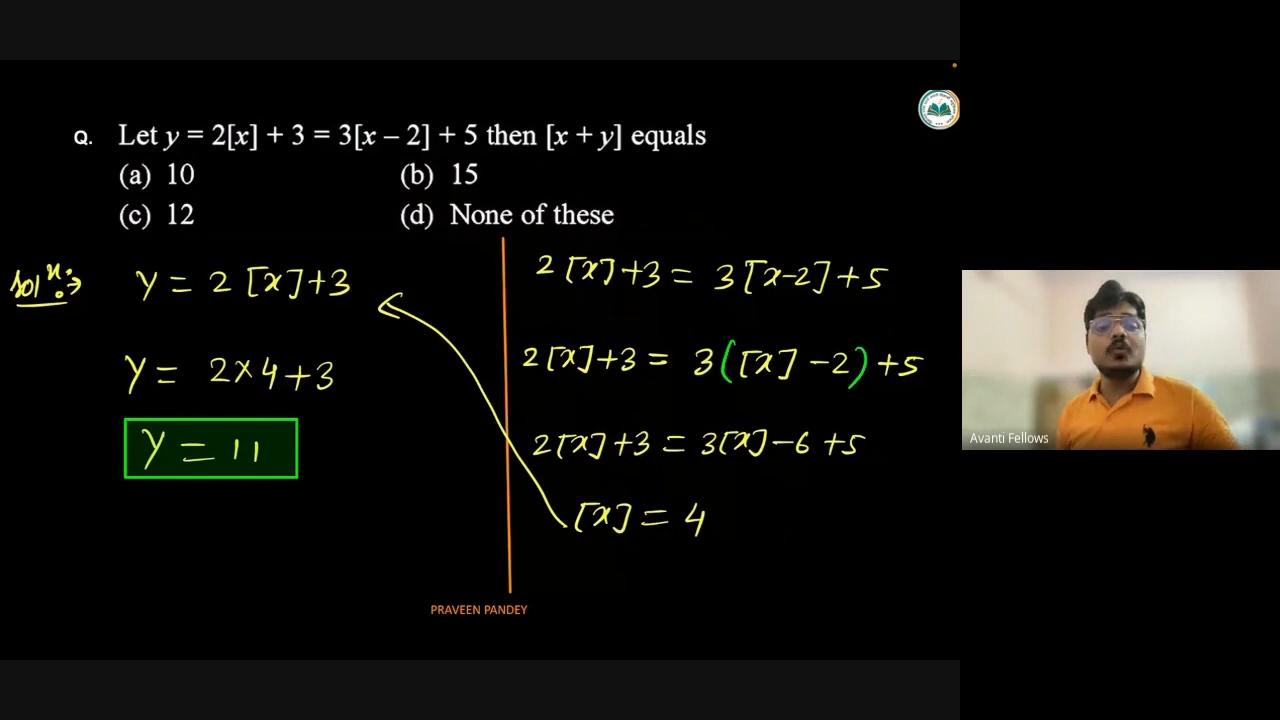 Q. Let y = 2[x] + 3 = 3[x – 2] + 5 then [x + y] equals
(a) 10 (b) 15
(c) 12 (d) None of these
Solⁿ:→ y = 2 [x]+3
y = 2×4+3
y = 11
2[x]+3 = 3[x-2]+5
2[x]+3 = 3([x]-2)+5
2[x]+3 = 3[x]-6+5
[x] = 4
PRAVEEN PANDEY
Avanti Fellows